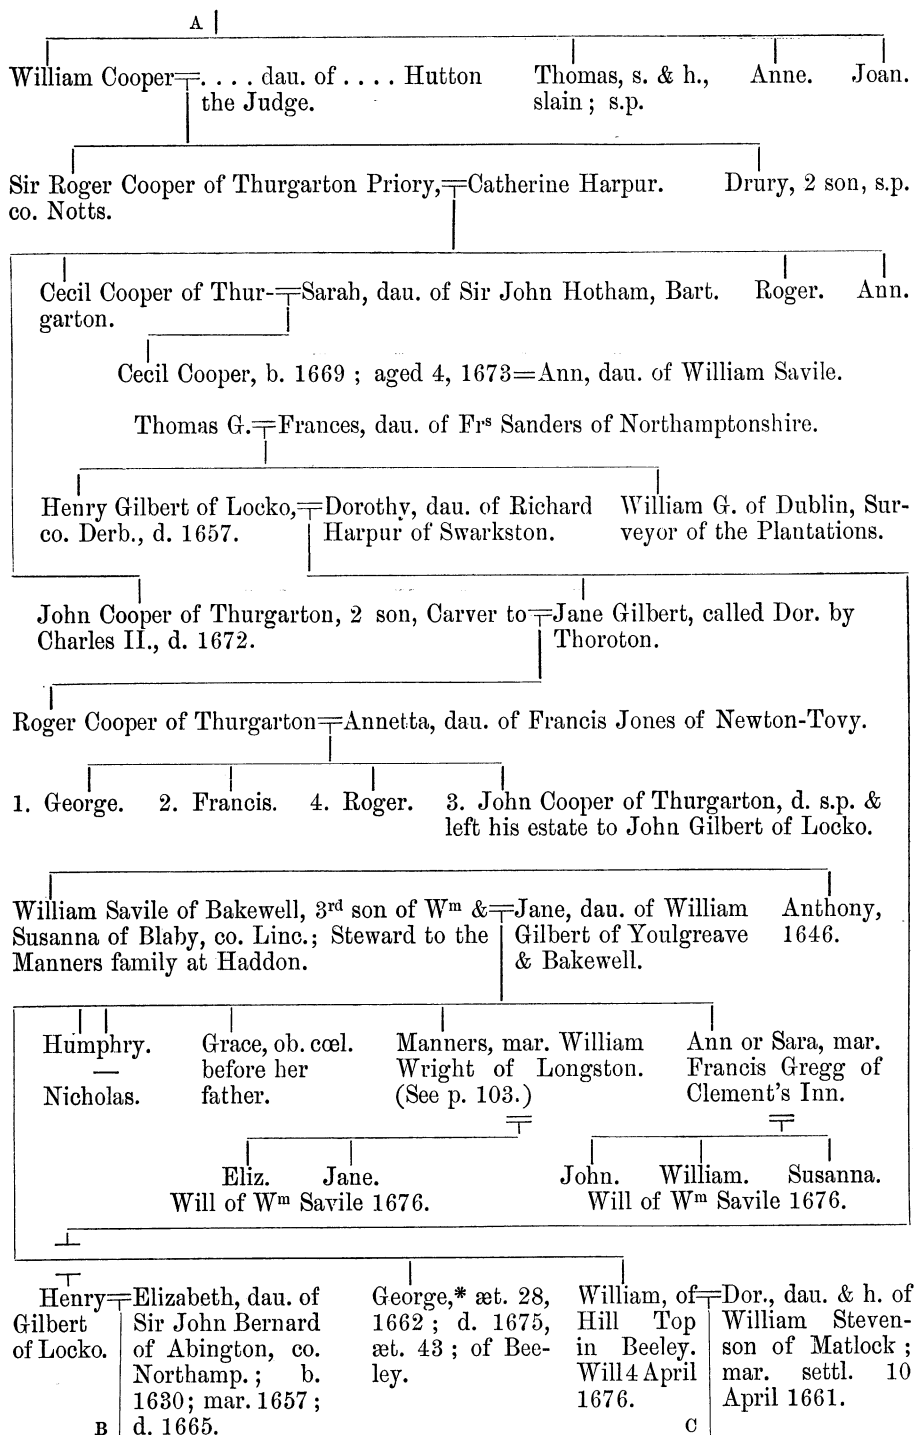 A
William Cooper=. . . . dau. of . . . . Hutton
the Judge.
Thomas, s. & h.,
slain ; s.p.
Anne.
Joan.
Sir Roger Cooper of Thurgarton Priory,=Catherine Harpur.
co. Notts.
Drury, 2 son, s.p.
Cecil Cooper of Thur-=Sarah, dau. of Sir John Hotham, Bart.
garton.
Roger.
Ann.
Cecil Cooper, b. 1669 ; aged 4, 1673=Ann, dau. of William Savile.
Thomas G.=Frances, dau. of Frs Sanders of Northamptonshire.
Henry Gilbert of Locko,=Dorothy, dau. of Richard
co. Derb., d. 1657.
Harpur of Swarkston.
William G. of Dublin, Sur-
veyor of the Plantations.
John Cooper of Thurgarton, 2 son, Carver to=Jane Gilbert, called Dor. by
Charles II., d. 1672.
Thoroton.
Roger Cooper of Thurgarton=Annetta, dau. of Francis Jones of Newton-Tovy.
1. George.
2. Francis.
4. Roger.
3. John Cooper of Thurgarton, d. s.p. &
left his estate to John Gilbert of Locko.
William Savile of Bakewell, 3rd son of Wm &=Jane, dau. of William
Susanna of Blaby, co. Linc.; Steward to the
Manners family at Haddon.
Gilbert of Youlgreave
& Bakewell.
Anthony,
1646.
Humphry.
—
Nicholas.
Grace, ob. cœl.
before her
father.
Manners, mar. William
Wright of Longston.
(See p. 103.)
Ann or Sara, mar.
Francis Gregg of
Clement's Inn.
Eliz.
Jane.
Will of Wm Savile 1676.
John.
William.
Susanna.
Will of Wm Savile 1676.
Henry=Elizabeth, dau. of
Gilbert
of Locko.
Sir John Bernard
of Abington, co.
Northamp. ; b.
1630; mar. 1657 ;
d. 1665.
B
George,* æt. 28,
1662 ; d. 1675,
æt. 43 ; of Bee-
ley.
William, of=Dor., dau. & h. of
Hill Top
in Beeley.
Will 4 April
1676.
William Steven-
son of Matlock ;
mar. settl. 10
April 1661.
C